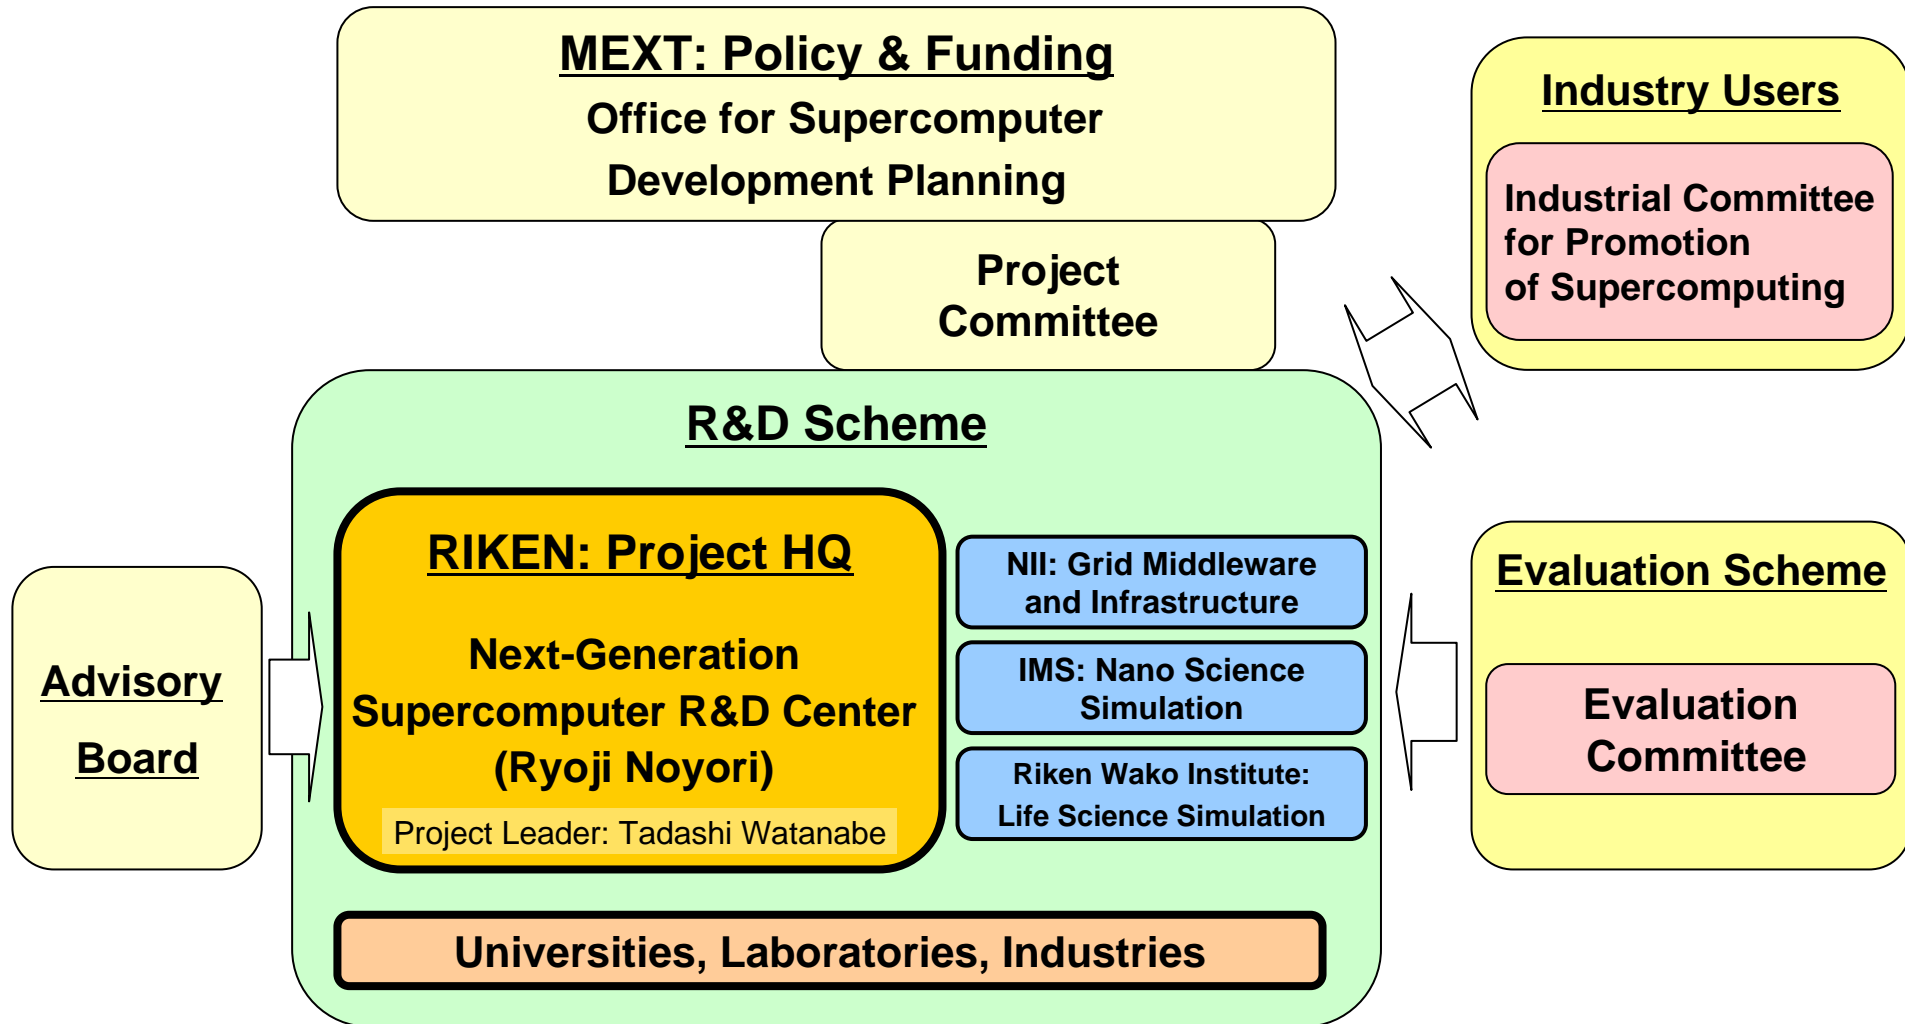 MEXT: Policy & Funding
Office for Supercomputer
Development Planning
Project
Committee
Industry Users
Industrial Committee
for Promotion
of Supercomputing
R&D Scheme
RIKEN: Project HQ
Next-Generation
Supercomputer R&D Center
(Ryoji Noyori)
Project Leader: Tadashi Watanabe
NII: Grid Middleware
and Infrastructure
IMS: Nano Science
Simulation
Riken Wako Institute:
Life Science Simulation
Universities, Laboratories, Industries
Advisory
Board
Evaluation Scheme
Evaluation
Committee